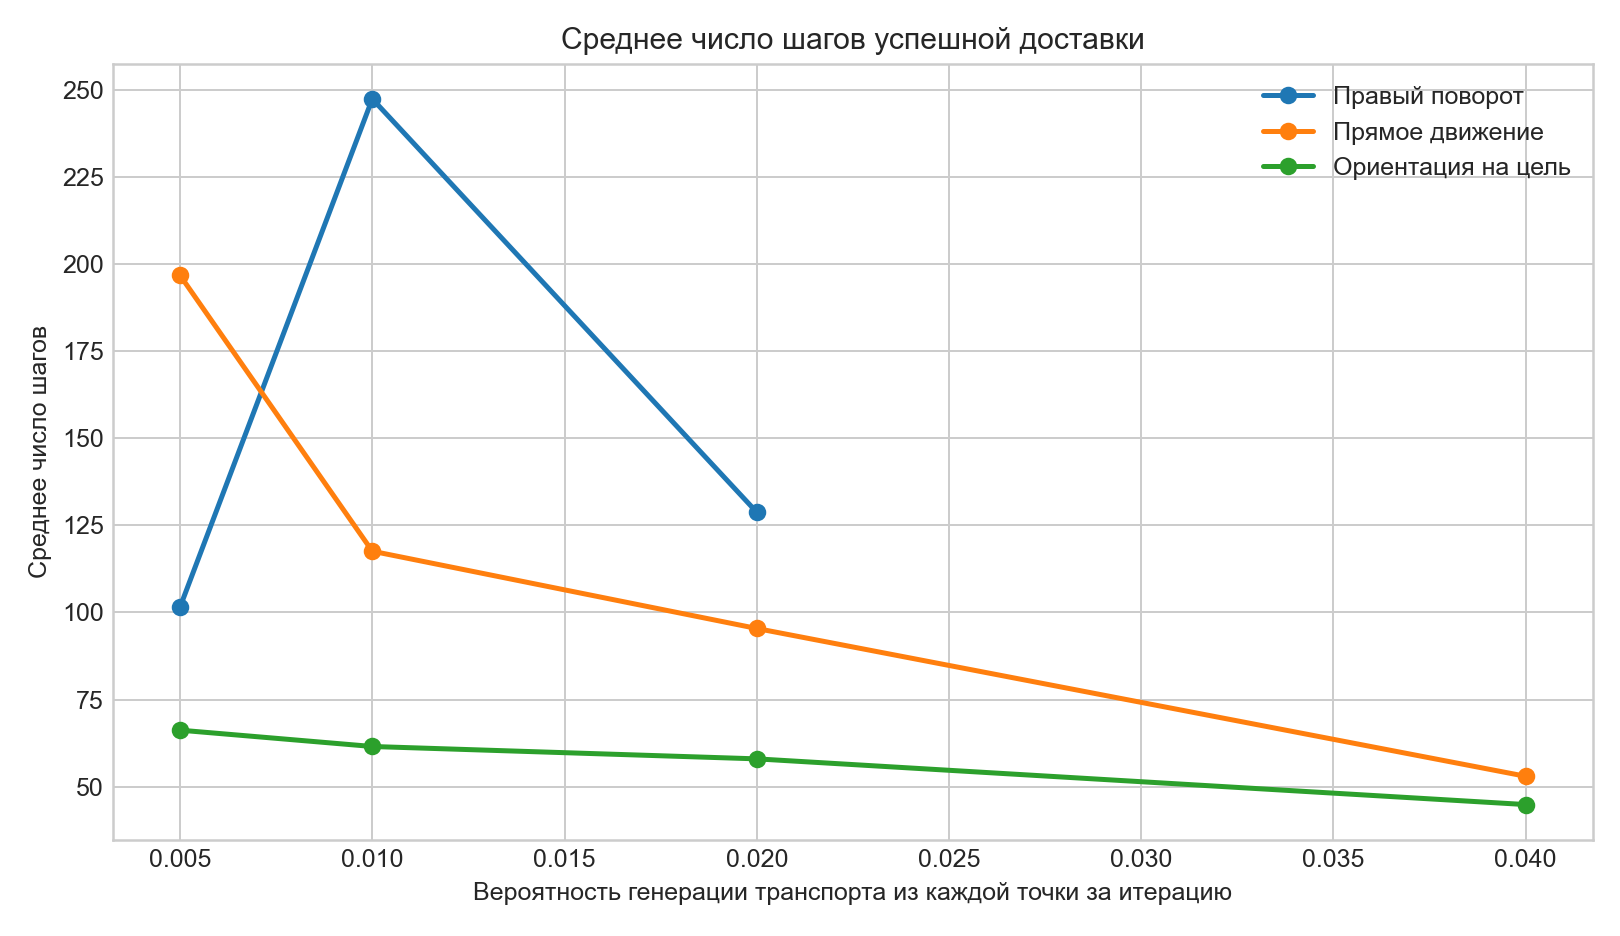 Среднее число шагов успешной доставки
250
225
200
175
150
125
100
75
50
Среднее число шагов
Правый поворот
Прямое движение
Ориентация на цель
0.005 0.010 0.015 0.020 0.025 0.030 0.035 0.040
Вероятность генерации транспорта из каждой точки за итерацию